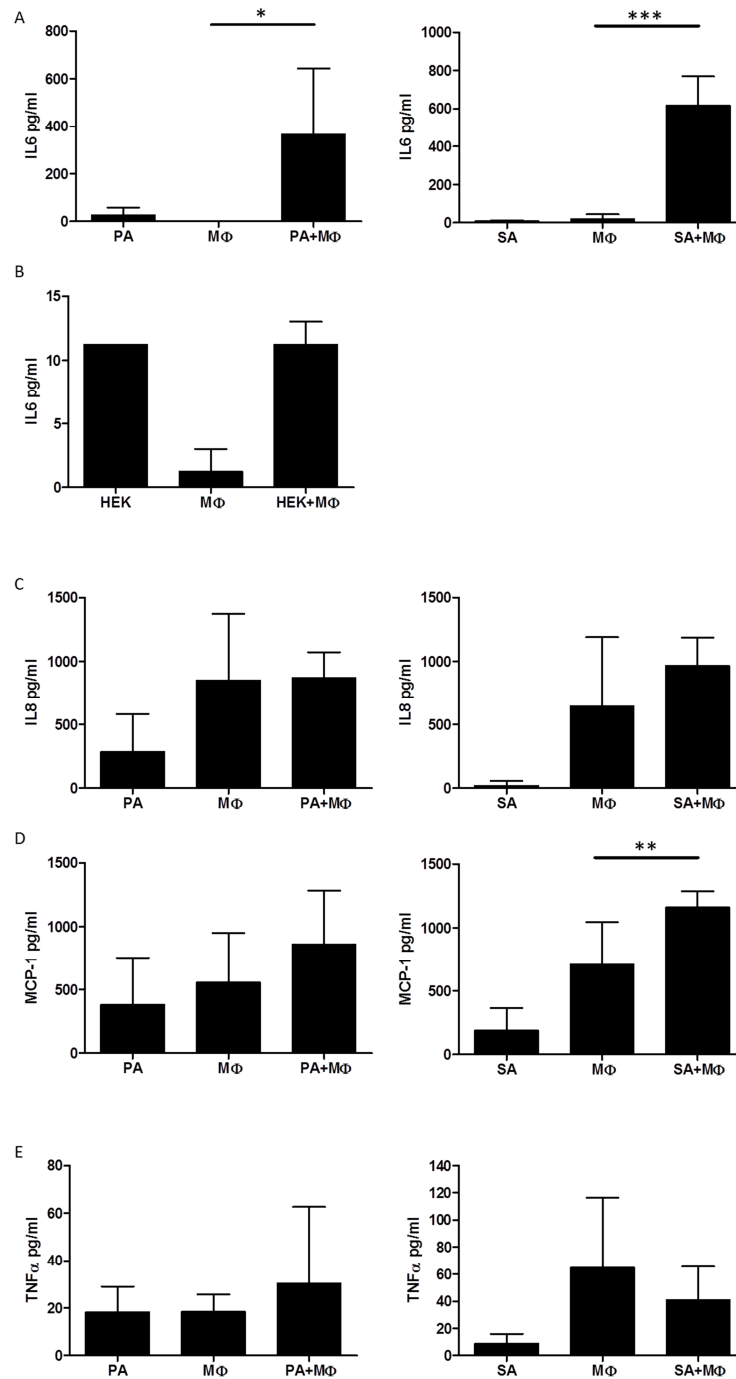 A
*
***
800
600
400
200
0
IL6 pg/ml
PA MΦ PA+MΦ
1000
800
600
400
200
0
IL6 pg/ml
SA MΦ SA+MΦ
B
15
10
5
0
IL6 pg/ml
HEK MΦ HEK+MΦ
C
1500
1000
500
0
IL8 pg/ml
PA MΦ PA+MΦ
1500
1000
500
0
IL8 pg/ml
SA MΦ SA+MΦ
D
1500
1000
500
0
MCP-1 pg/ml
PA MΦ PA+MΦ
**
1500
1000
500
0
MCP-1 pg/ml
SA MΦ SA+MΦ
E
80
60
40
20
0
TNFα pg/ml
PA MΦ PA+MΦ
140
120
100
80
60
40
20
0
TNFα pg/ml
SA MΦ SA+MΦ